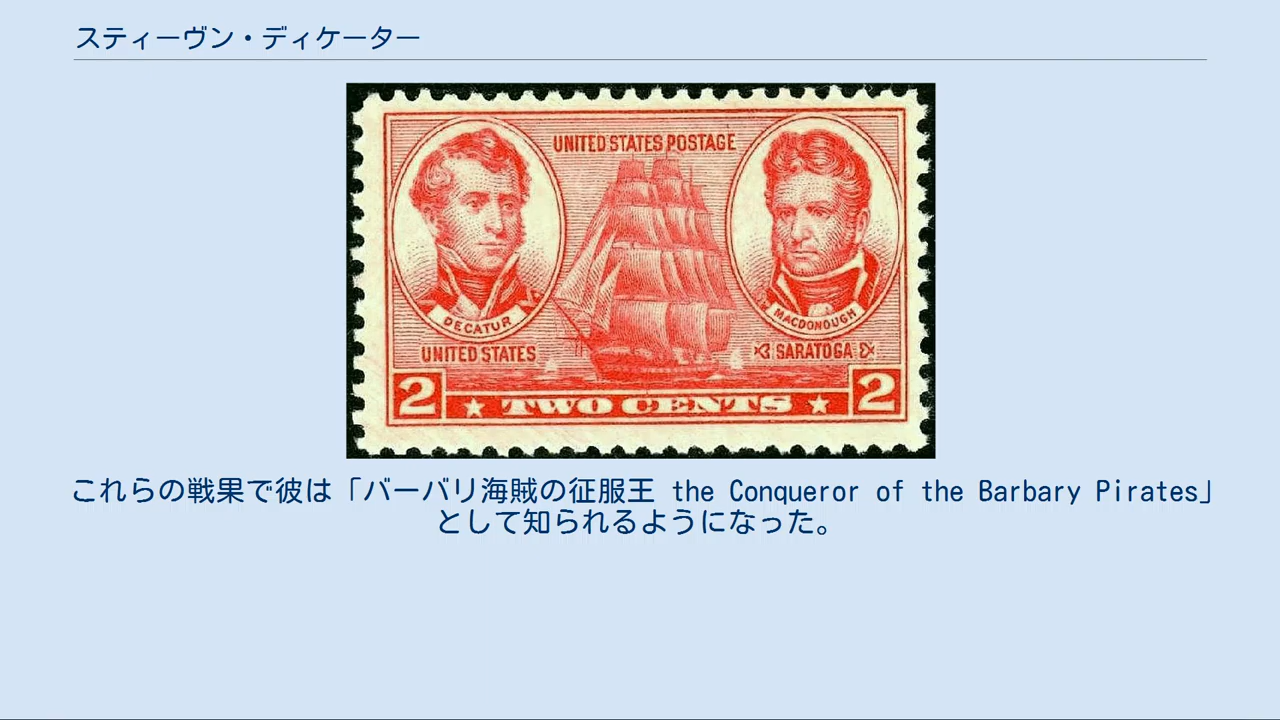 スティーヴン・ディケーター
UNITED STATES POSTAGE
DECATUR
MACDONOUGH
UNITED STATES
SARATOGA
2
TWO CENTS
2
これらの戦果で彼は「バーバリ海賊の征服王 the Conqueror of the Barbary Pirates」
として知られるようになった。